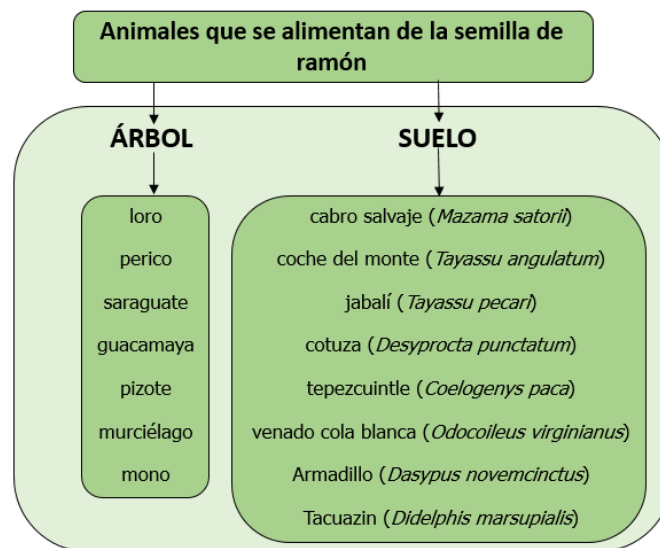 Animales que se alimentan de la semilla de
ramón
ÁRBOL
loro
perico
saraguate
guacamaya
pizote
murciélago
mono
SUELO
cabro salvaje (Mazama satorii)
coche del monte (Tayassu angulatum)
jabalí (Tayassu pecari)
cotuza (Desyprocta punctatum)
tepezcuintle (Coelogenys paca)
venado cola blanca (Odocoileus virginianus)
Armadillo (Dasypus novemcinctus)
Tacuazin (Didelphis marsupialis)